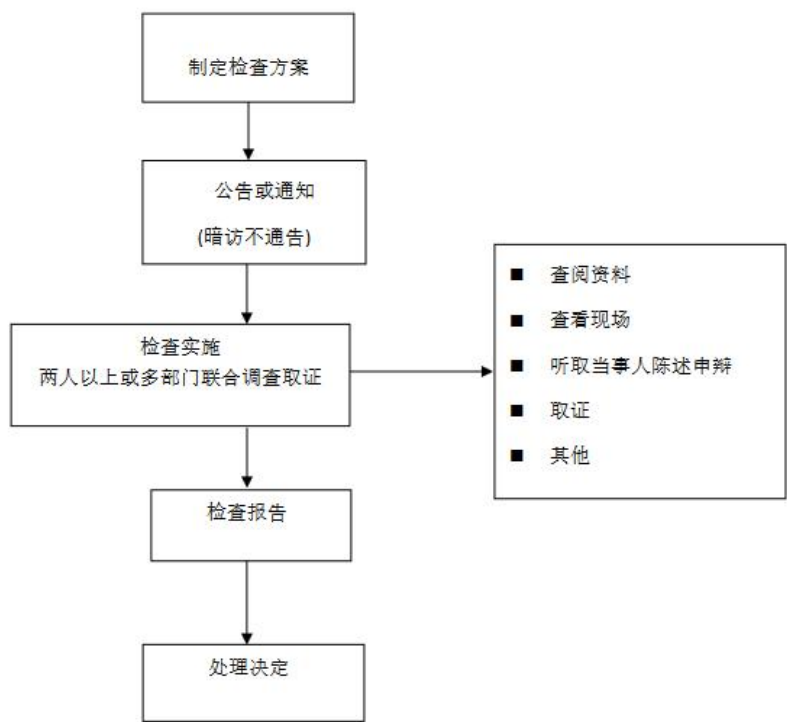 制定检查方案
公告或通知
(暗访不通告)
检查实施
两人以上或多部门联合调查取证
■ 查阅资料
■ 查看现场
■ 听取当事人陈述申辩
■ 取证
■ 其他
检查报告
处理决定